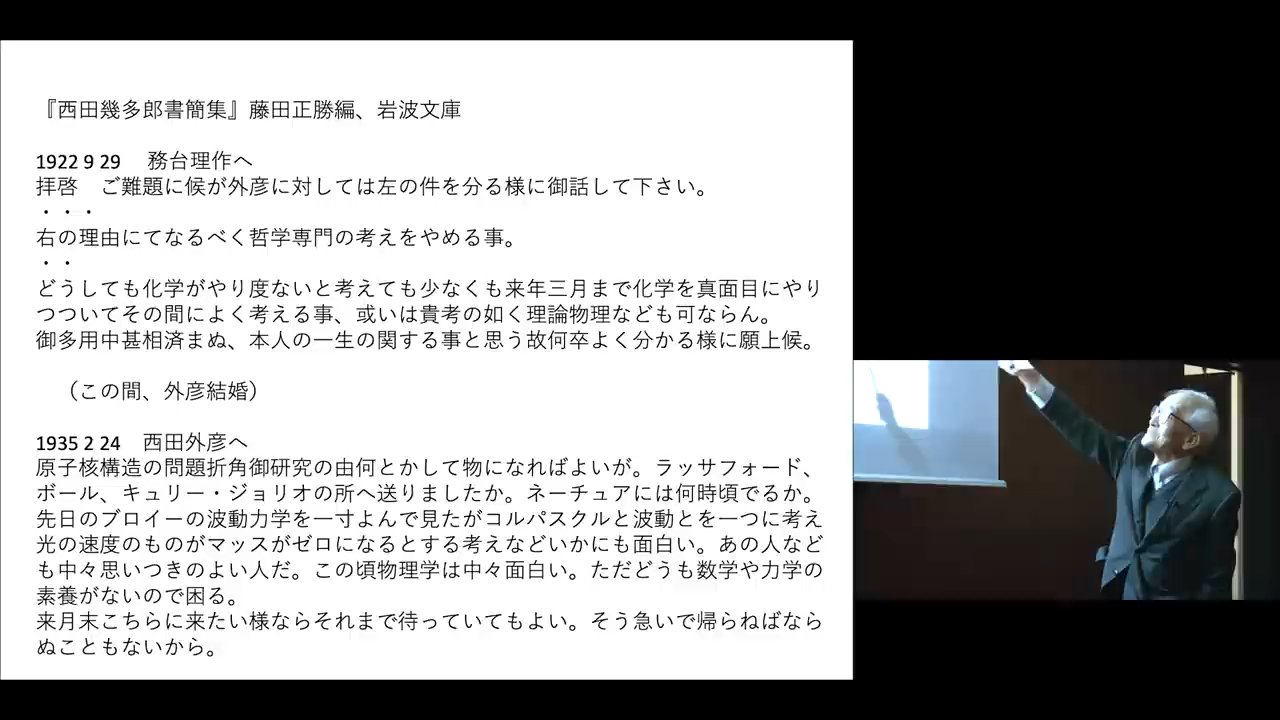 『西田幾多郎書簡集』藤田正勝編、岩波文庫
1922 9 29　務台理作へ
拝啓　ご難題に候が外彦に対しては左の件を分る様に御話して下さい。
・・・
右の理由にてなるべく哲学専門の考えをやめる事。
・・
どうしても化学がやり度ないと考えても少なくも来年三月まで化学を真面目にやり
つついてその間によく考える事、或いは貴考の如く理論物理なども可ならん。
御多用中甚相済まぬ、本人の一生の関する事と思う故何卒よく分かる様に願上候。
（この間、外彦結婚）
1935 2 24　西田外彦へ
原子核構造の問題折角御研究の由何とかして物になればよいが。ラッサフォード、
ボール、キュリー・ジョリオの所へ送りましたか。ネーチュアには何時頃でるか。
先日のブロイーの波動力学を一寸よんで見たがコルパスクルと波動とを一つに考え
光の速度のものがマッスがゼロになるとする考えなどいかにも面白い。あの人など
も中々思いつきのよい人だ。この頃物理学は中々面白い。ただどうも数学や力学の
素養がないので困る。
来月末こちらに来たい様ならそれまで待っていてもよい。そう急いで帰らねばなら
ぬこともないから。